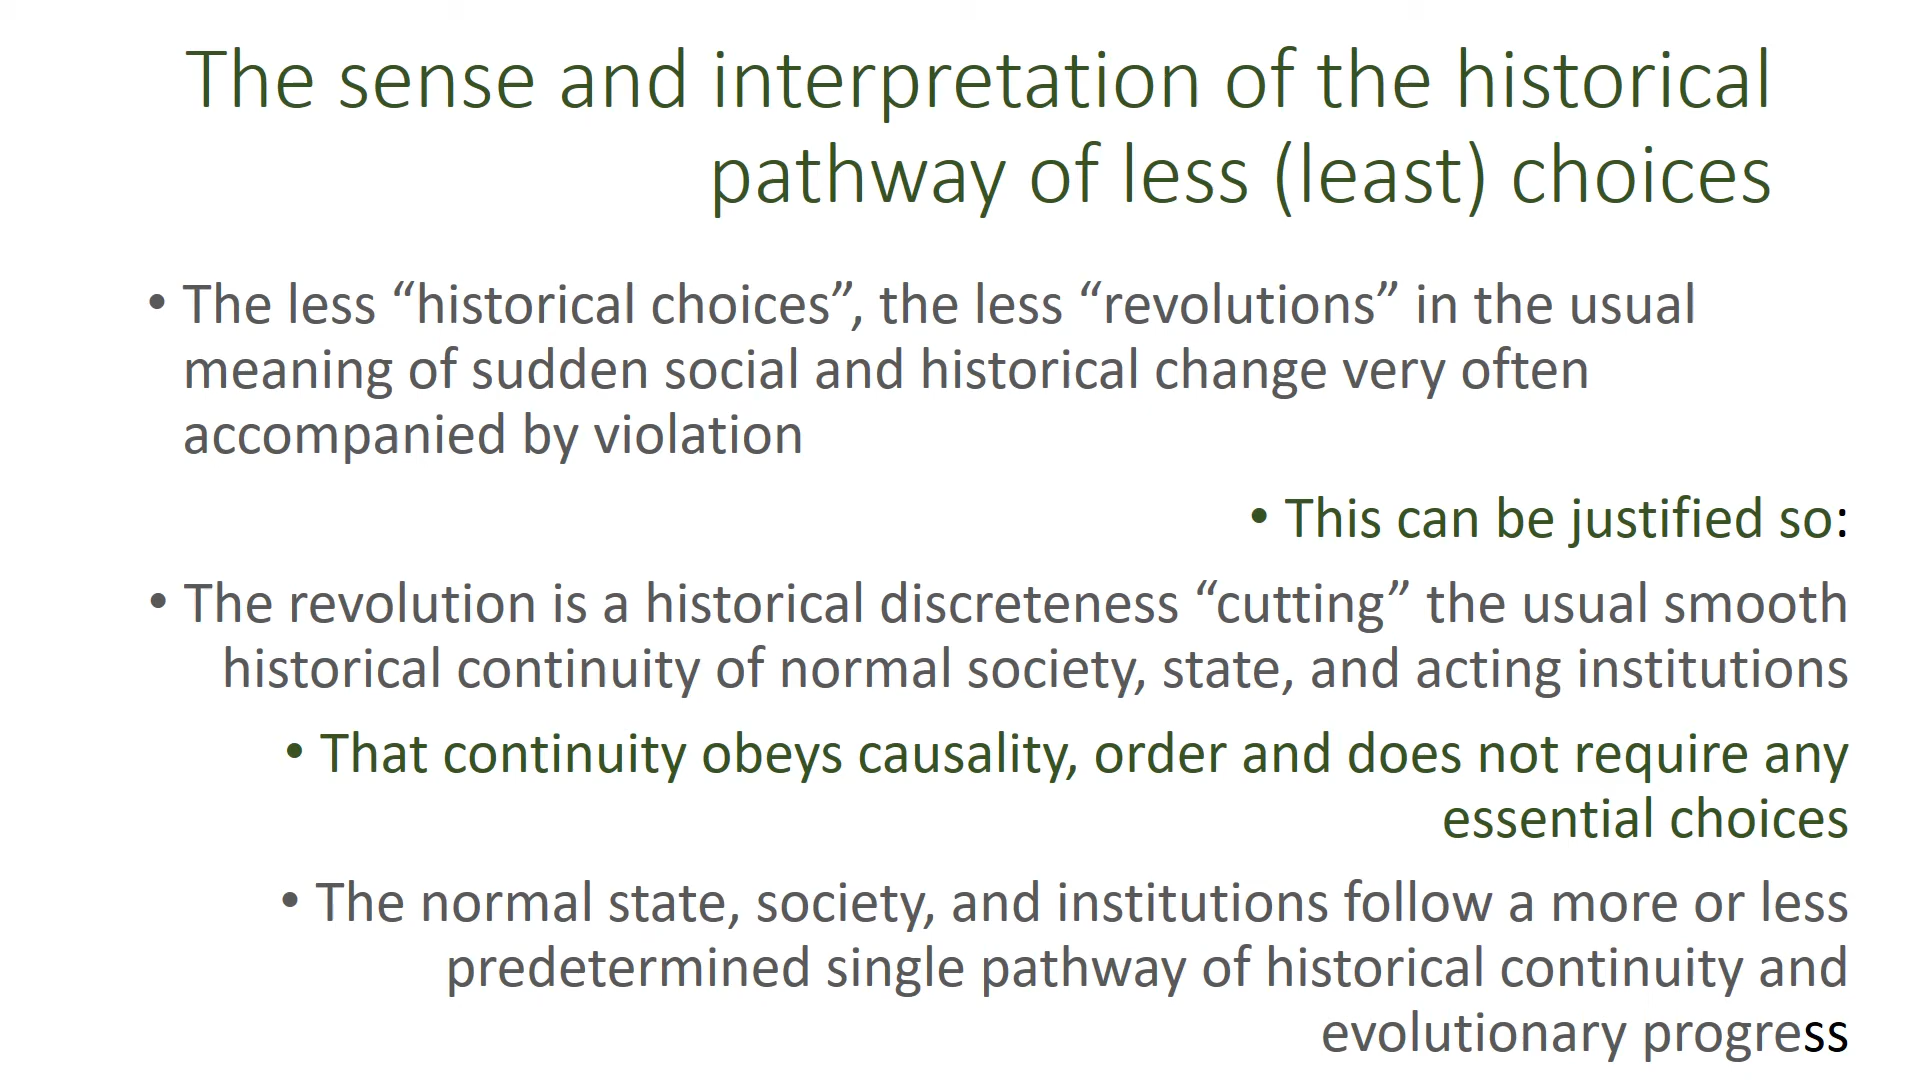 The sense and interpretation of the historical
pathway of less (least) choices
• The less “historical choices”, the less “revolutions” in the usual
meaning of sudden social and historical change very often
accompanied by violation
• This can be justified so:
• The revolution is a historical discreteness “cutting” the usual smooth
historical continuity of normal society, state, and acting institutions
• That continuity obeys causality, order and does not require any
essential choices
• The normal state, society, and institutions follow a more or less
predetermined single pathway of historical continuity and
evolutionary progress